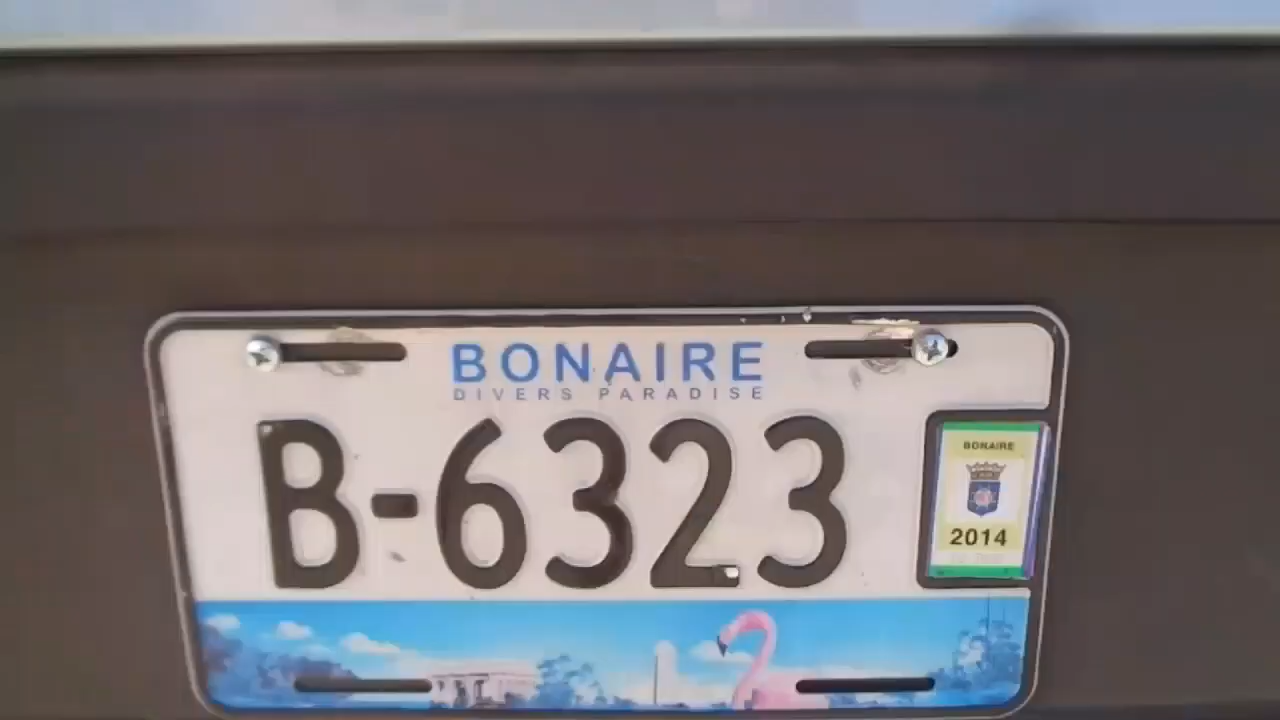 BONAIRE
DIVERS PARADISE
B-6323
BONAIRE
2014